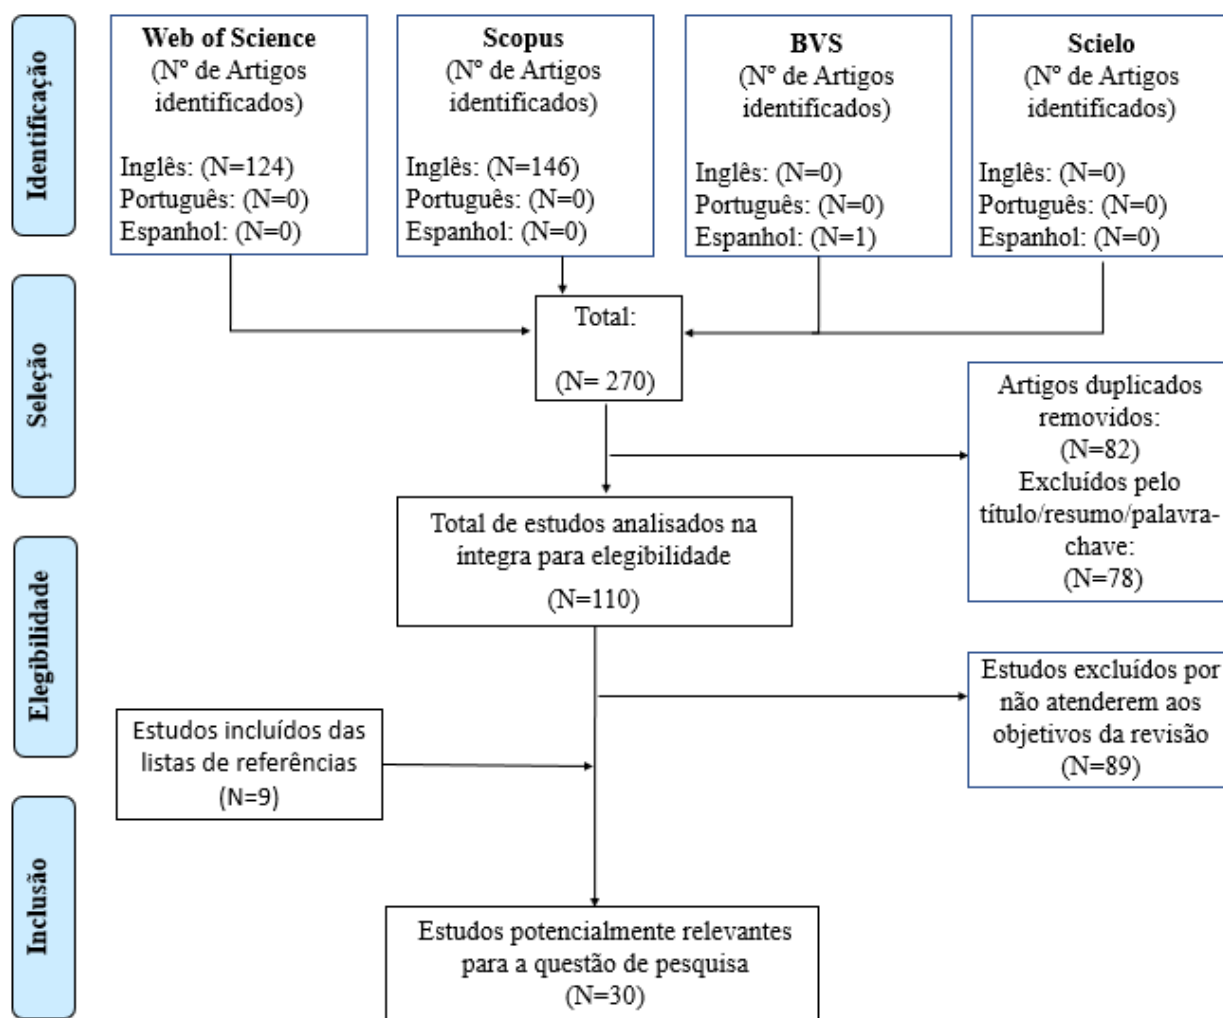 Identificação
Web of Science
(Nº de Artigos
identificados)
Inglês: (N=124)
Português: (N=0)
Espanhol: (N=0)
Scopus
(Nº de Artigos
identificados)
Inglês: (N=146)
Português: (N=0)
Espanhol: (N=0)
BVS
(Nº de Artigos
identificados)
Inglês: (N=0)
Português: (N=0)
Espanhol: (N=1)
Scielo
(Nº de Artigos
identificados)
Inglês: (N=0)
Português: (N=0)
Espanhol: (N=0)
Seleção
Total:
(N= 270)
Artigos duplicados
removidos:
(N=82)
Excluídos pelo
título/resumo/palavra-
chave:
(N=78)
Elegibilidade
Total de estudos analisados na
íntegra para elegibilidade
(N=110)
Estudos excluídos por
não atenderem aos
objetivos da revisão
(N=89)
Estudos incluídos das
listas de referências
(N=9)
Inclusão
Estudos potencialmente relevantes
para a questão de pesquisa
(N=30)